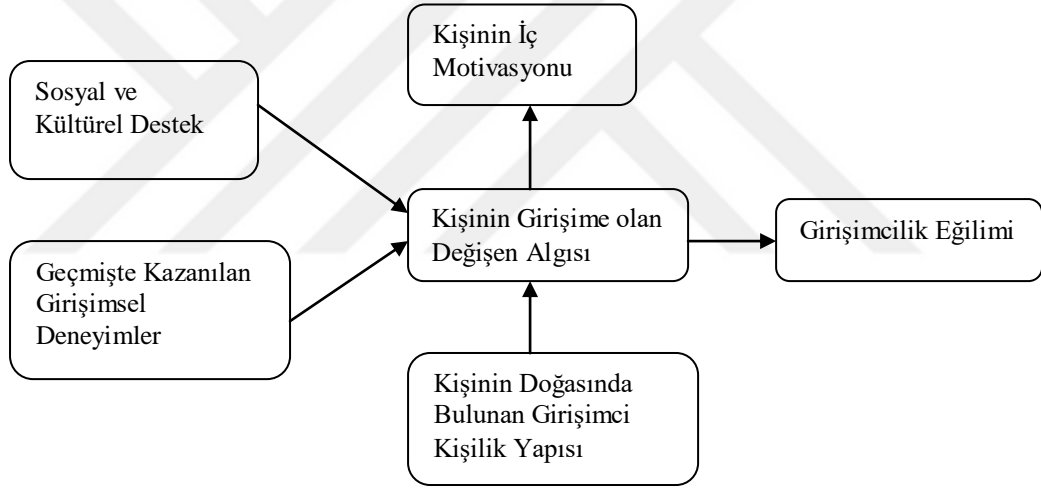 Kişinin İç
Motivasyonu
Sosyal ve
Kültürel Destek
Kişinin Girişime olan
Değişen Algısı
Girişimcilik Eğilimi
Geçmişte Kazanılan
Girişimsel
Deneyimler
Kişinin Doğasında
Bulunan Girişimci
Kişilik Yapısı